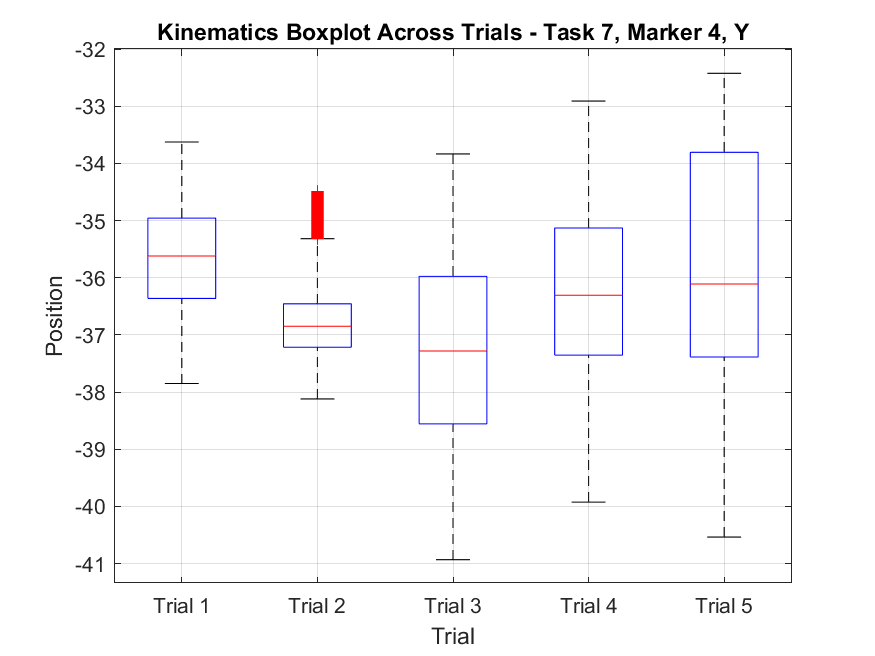 Kinematics Boxplot Across Trials - Task 7, Marker 4, Y
-32
-33
-34
-35
-36
-37
-38
-39
-40
-41
Position
Trial 1 Trial 2 Trial 3 Trial 4 Trial 5
Trial